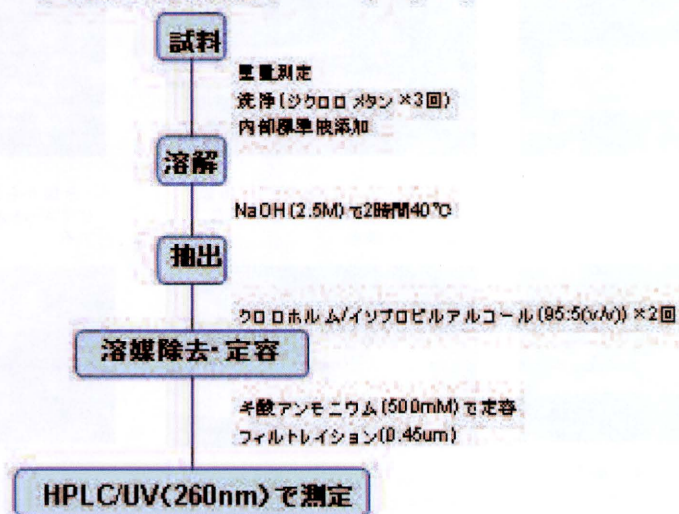 試料
重量測定
洗浄(ジクロロメタン×3回)
内部標準液添加
溶解
NaOH(2.5M)で2時間40℃
抽出
クロロホルム/イソプロピルアルコール(95:5(v/v))×2回
溶媒除去・定容
ギ酸アンモニウム(500mM)で定容
フィルトレイション(0.45um)
HPLC/UV(260nm)で測定